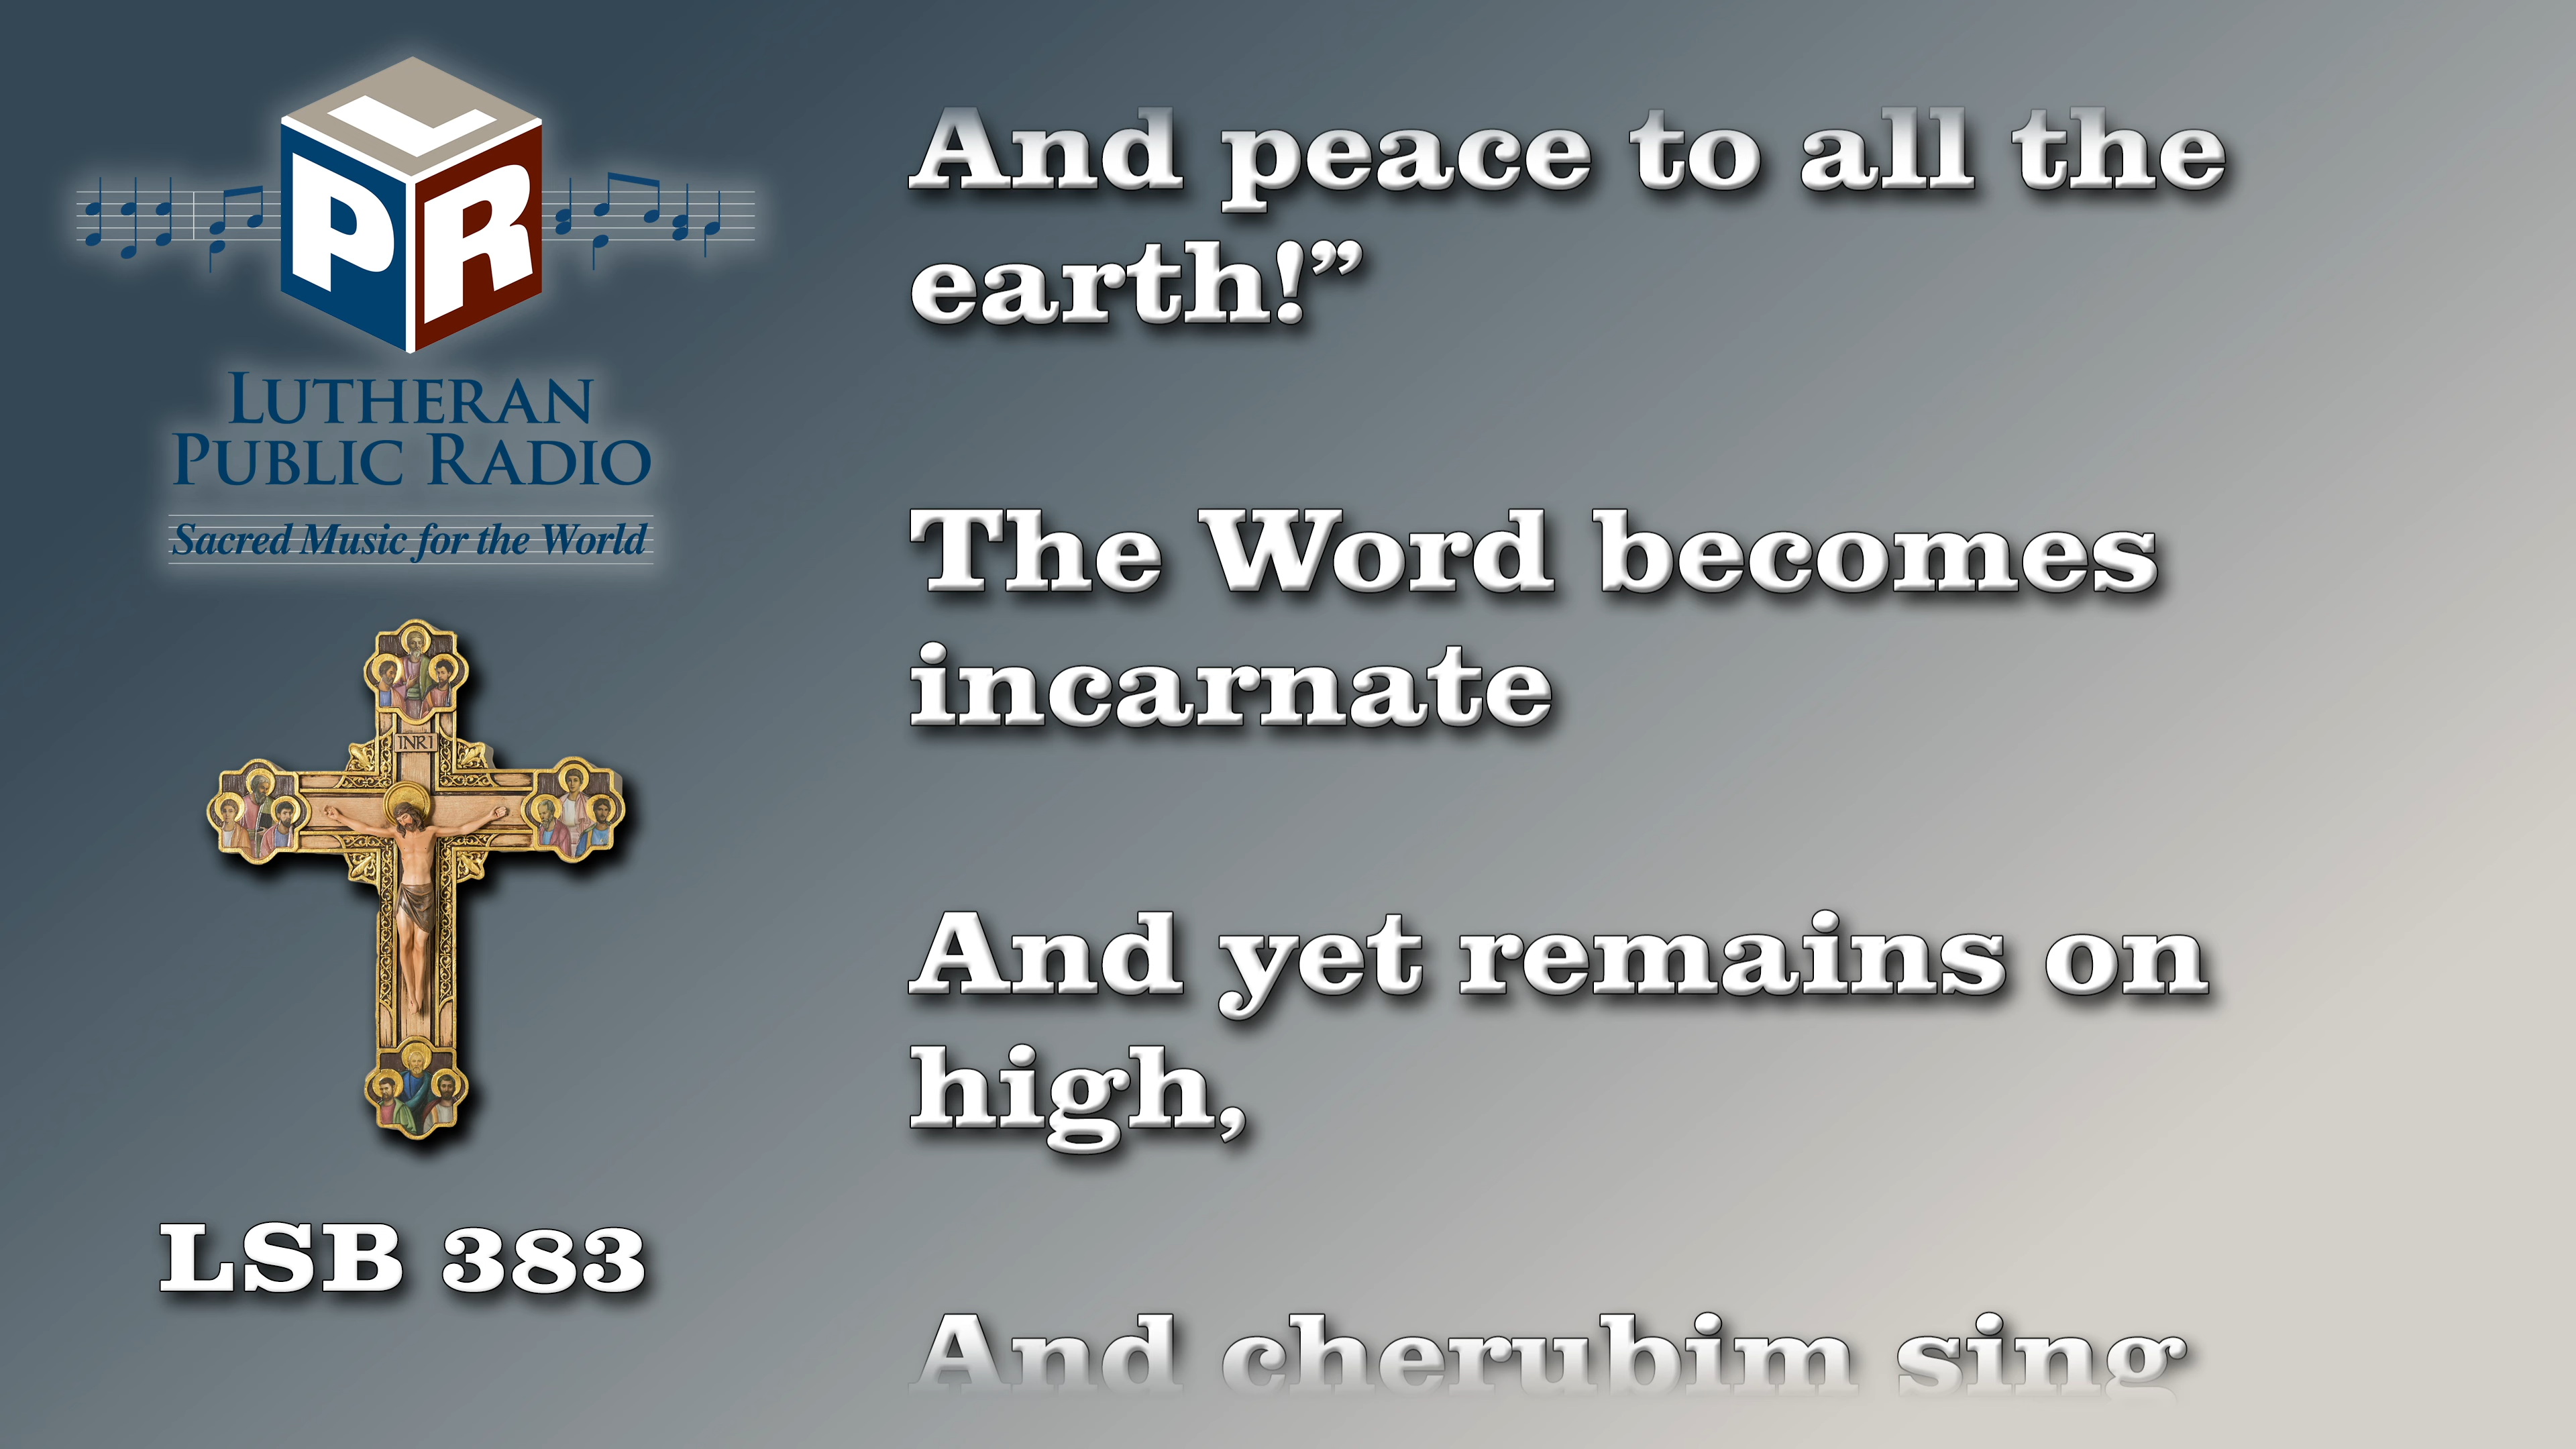 L
P R
LUTHERAN
PUBLIC RADIO
Sacred Music for the World
INRI
LSB 383
And peace to all the
earth!”
The Word becomes
incarnate
And yet remains on
high,
And cherubim sing